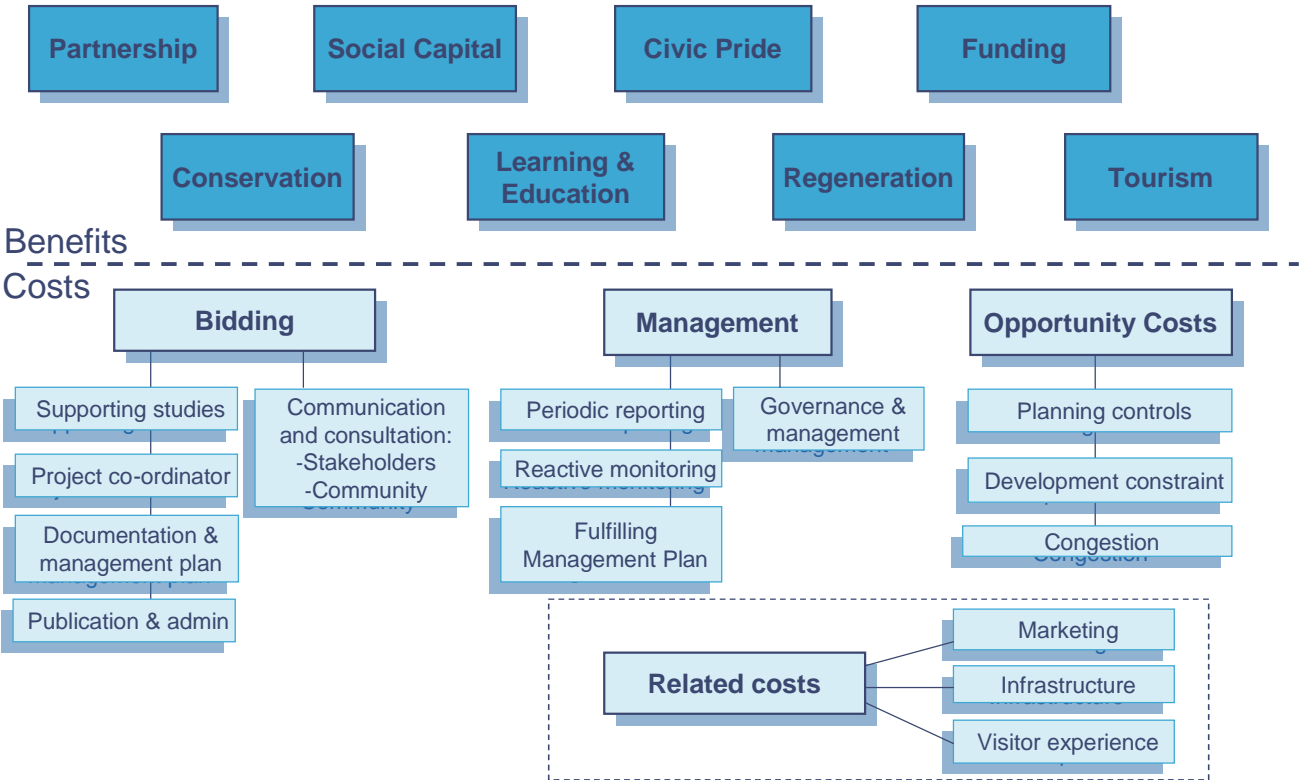 Partnership
Social Capital
Civic Pride
Funding
Conservation
Learning &
Education
Regeneration
Tourism
Benefits
Costs
Bidding
Supporting studies
Project co-ordinator
Documentation &
management plan
Publication & admin
Communication
and consultation:
-Stakeholders
-Community
Management
Periodic reporting
Reactive monitoring
Fulfilling
Management Plan
Governance &
management
Opportunity Costs
Planning controls
Development constraint
Congestion
Related costs
Marketing
Infrastructure
Visitor experience